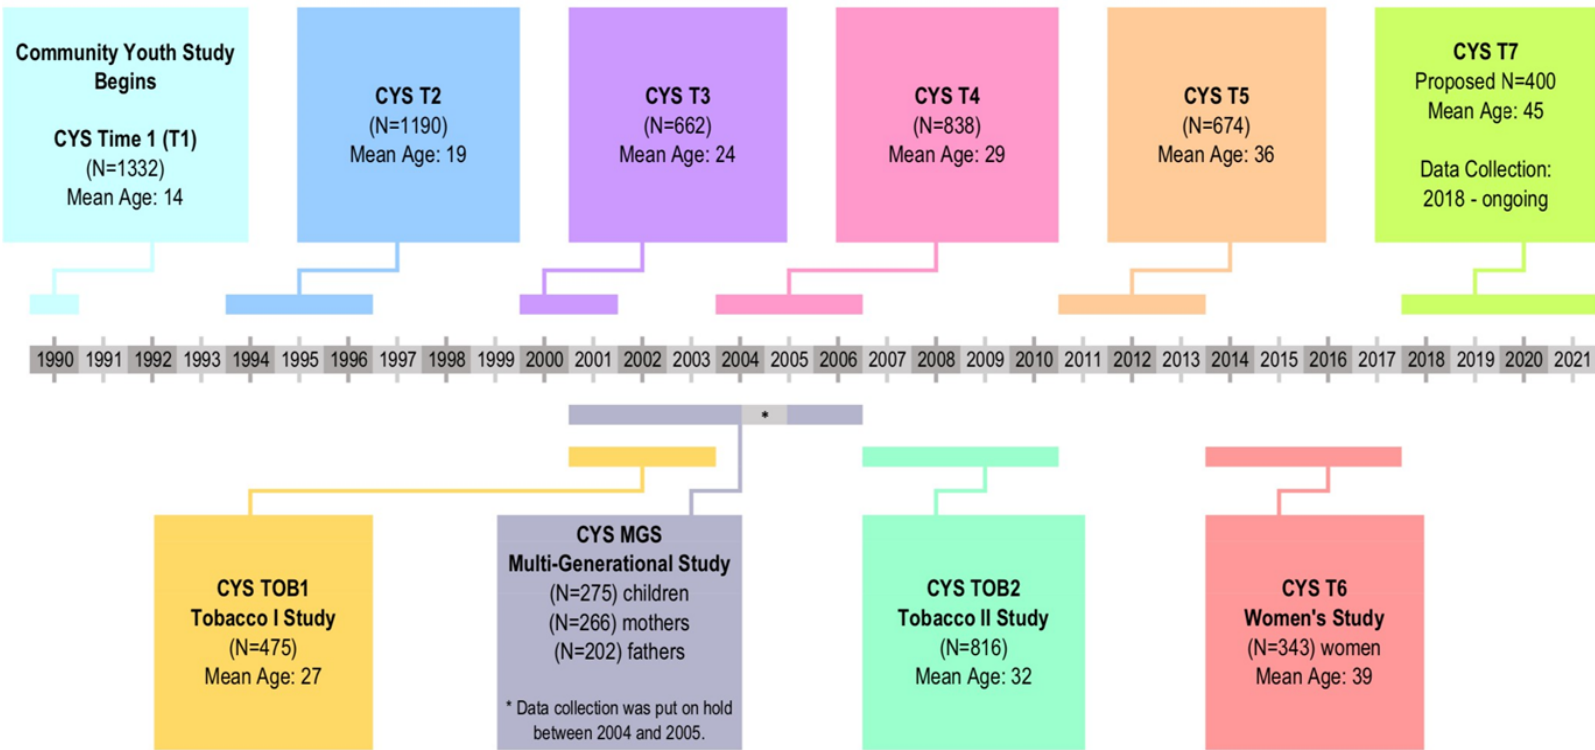 Community Youth Study
Begins
CYS Time 1 (T1)
(N=1332)
Mean Age: 14
CYS T2
(N=1190)
Mean Age: 19
CYS T3
(N=662)
Mean Age: 24
CYS T4
(N=838)
Mean Age: 29
CYS T5
(N=674)
Mean Age: 36
CYS T7
Proposed N=400
Mean Age: 45
Data Collection:
2018 - ongoing
1990 1991 1992 1993 1994 1995 1996 1997 1998 1999 2000 2001 2002 2003 2004 2005 2006 2007 2008 2009 2010 2011 2012 2013 2014 2015 2016 2017 2018 2019 2020 2021
*
CYS TOB1
Tobacco I Study
(N=475)
Mean Age: 27
CYS MGS
Multi-Generational Study
(N=275) children
(N=266) mothers
(N=202) fathers
* Data collection was put on hold
between 2004 and 2005.
CYS TOB2
Tobacco II Study
(N=816)
Mean Age: 32
CYS T6
Women's Study
(N=343) women
Mean Age: 39